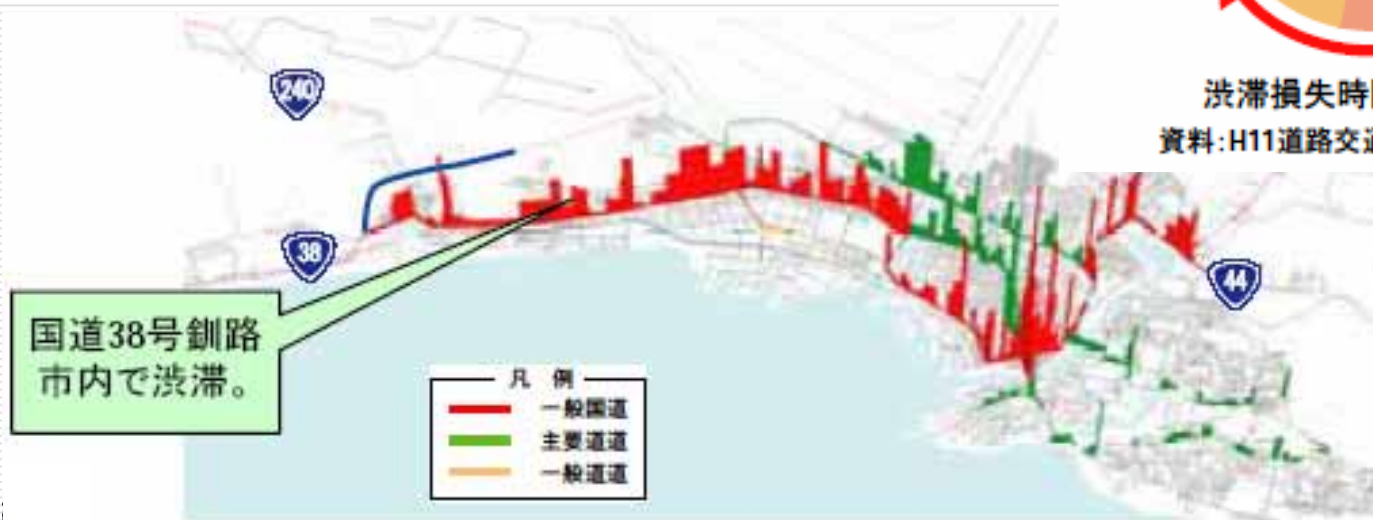 240
渋滞損失時
資料:H11道路交
38
44
国道38号釧路
市内で渋滞。
凡 例
一般国道
主要道道
一般道道